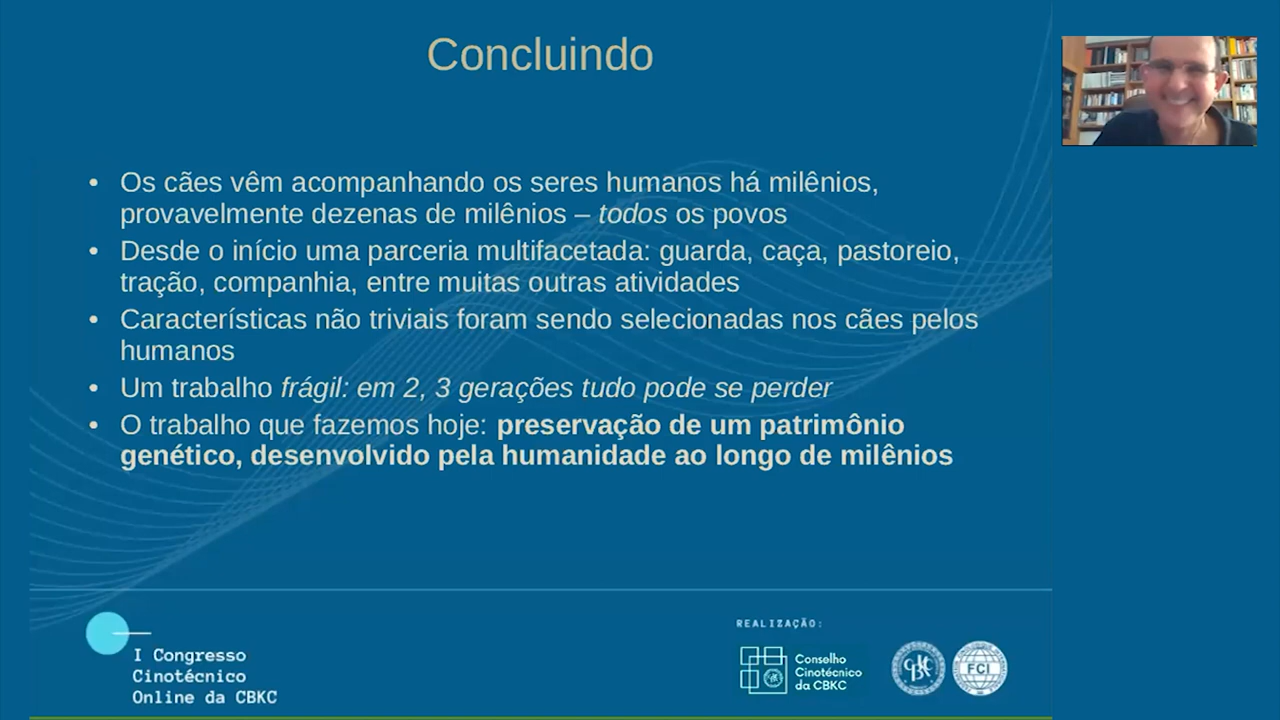 Concluindo
• Os cães vêm acompanhando os seres humanos há milênios,
provavelmente dezenas de milênios – todos os povos
• Desde o início uma parceria multifacetada: guarda, caça, pastoreio,
tração, companhia, entre muitas outras atividades
• Características não triviais foram sendo selecionadas nos cães pelos
humanos
• Um trabalho frágil: em 2, 3 gerações tudo pode se perder
• O trabalho que fazemos hoje: preservação de um patrimônio
genético, desenvolvido pela humanidade ao longo de milênios
I Congresso
Cinotécnico
Online da CBKC
REALIZAÇÃO:
Conselho
Cinotécnico
da CBKC
FCI